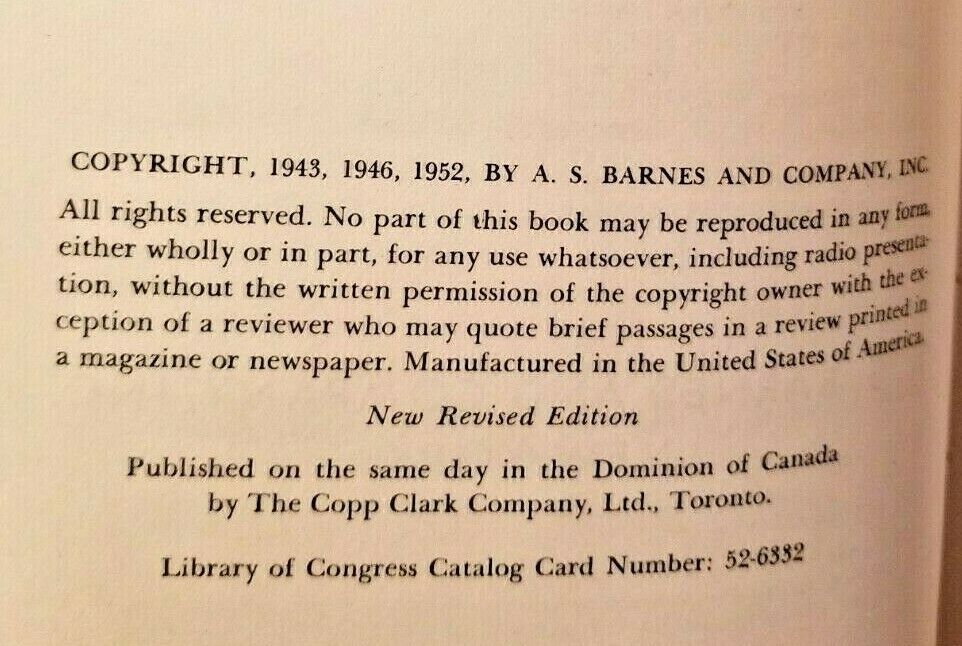 COPYRIGHT, 1943, 1946, 1952, BY A. S. BARNES AND COMPANY, INC.
All rights reserved. No part of this book may be reproduced in any form,
either wholly or in part, for any use whatsoever, including radio presenta-
tion, without the written permission of the copyright owner with the ex-
ception of a reviewer who may quote brief passages in a review printed in
a magazine or newspaper. Manufactured in the United States of America.
New Revised Edition
Published on the same day in the Dominion of Canada
by The Copp Clark Company, Ltd., Toronto.
Library of Congress Catalog Card Number: 52-6332